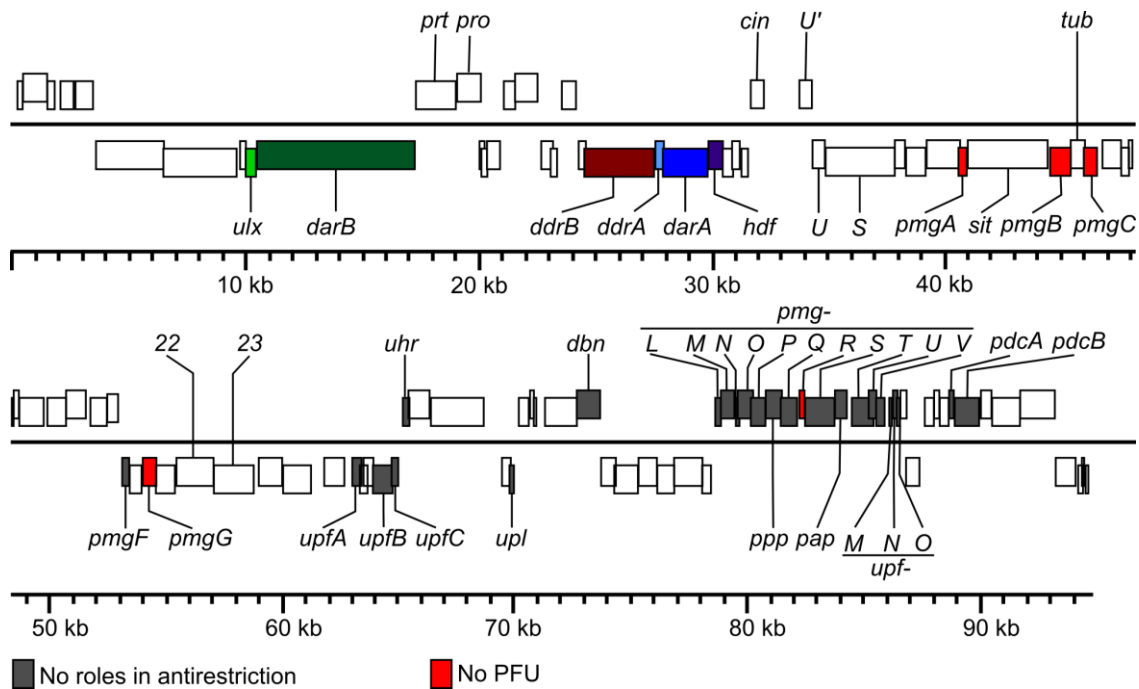 prt pro cin U' tub
ulx darB ddrB ddrA darA hdf U S pmgA sit pmgB pmgC
10 kb 20 kb 30 kb 40 kb
pmg-
22 23 uhr dbn L M N O P Q R S T U V pdcA pdcB
pmgF pmgG upfA upfB upfC upl ppp pap M N O
upf-
50 kb 60 kb 70 kb 80 kb 90 kb
No roles in antirestriction No PFU